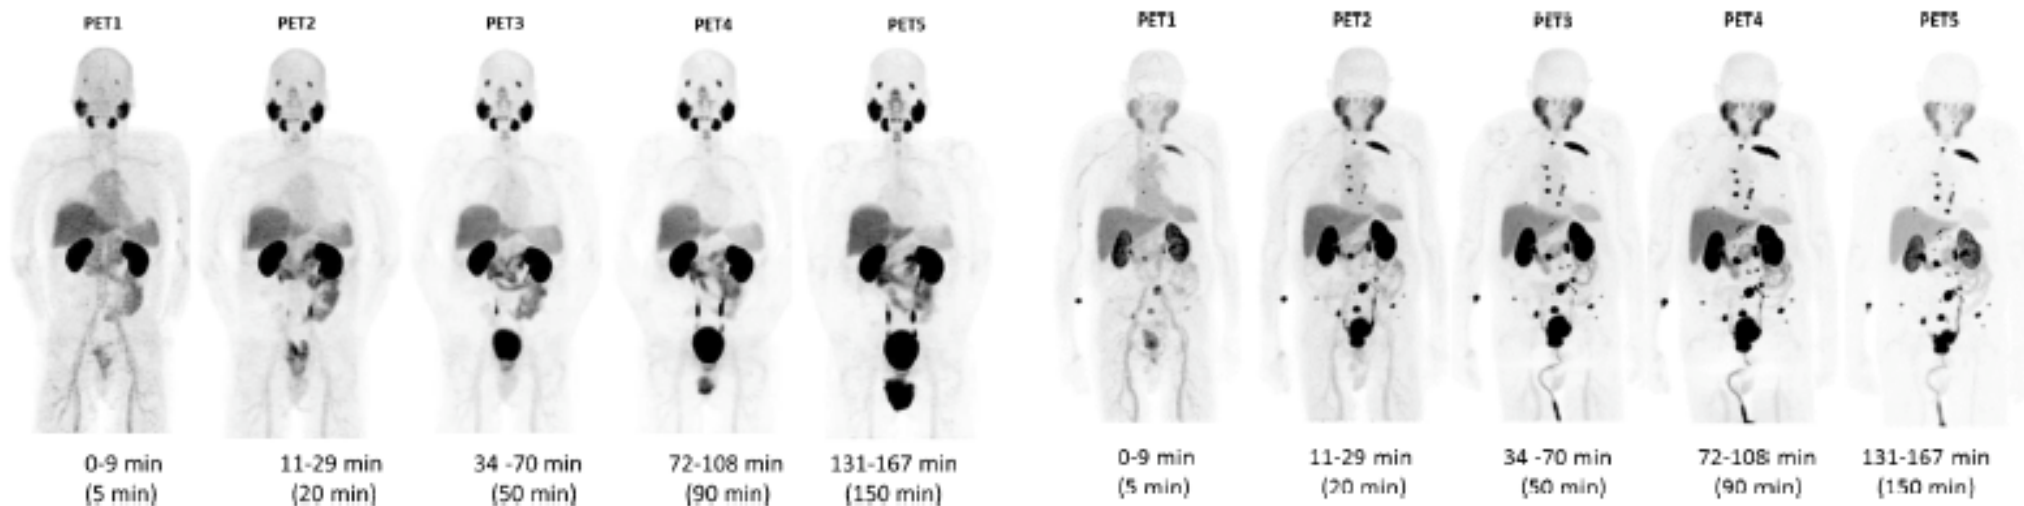 PET1 PET2 PET3 PET4 PET5 PET1 PET2 PET3 PET4 PET5
0-9 min 11-29 min 34 -70 min 72-108 min 131-167 min 0-9 min 11-29 min 34 -70 min 72-108 min 131-167 min
(5 min) (20 min) (50 min) (90 min) (150 min) (5 min) (20 min) (50 min) (90 min) (150 min)